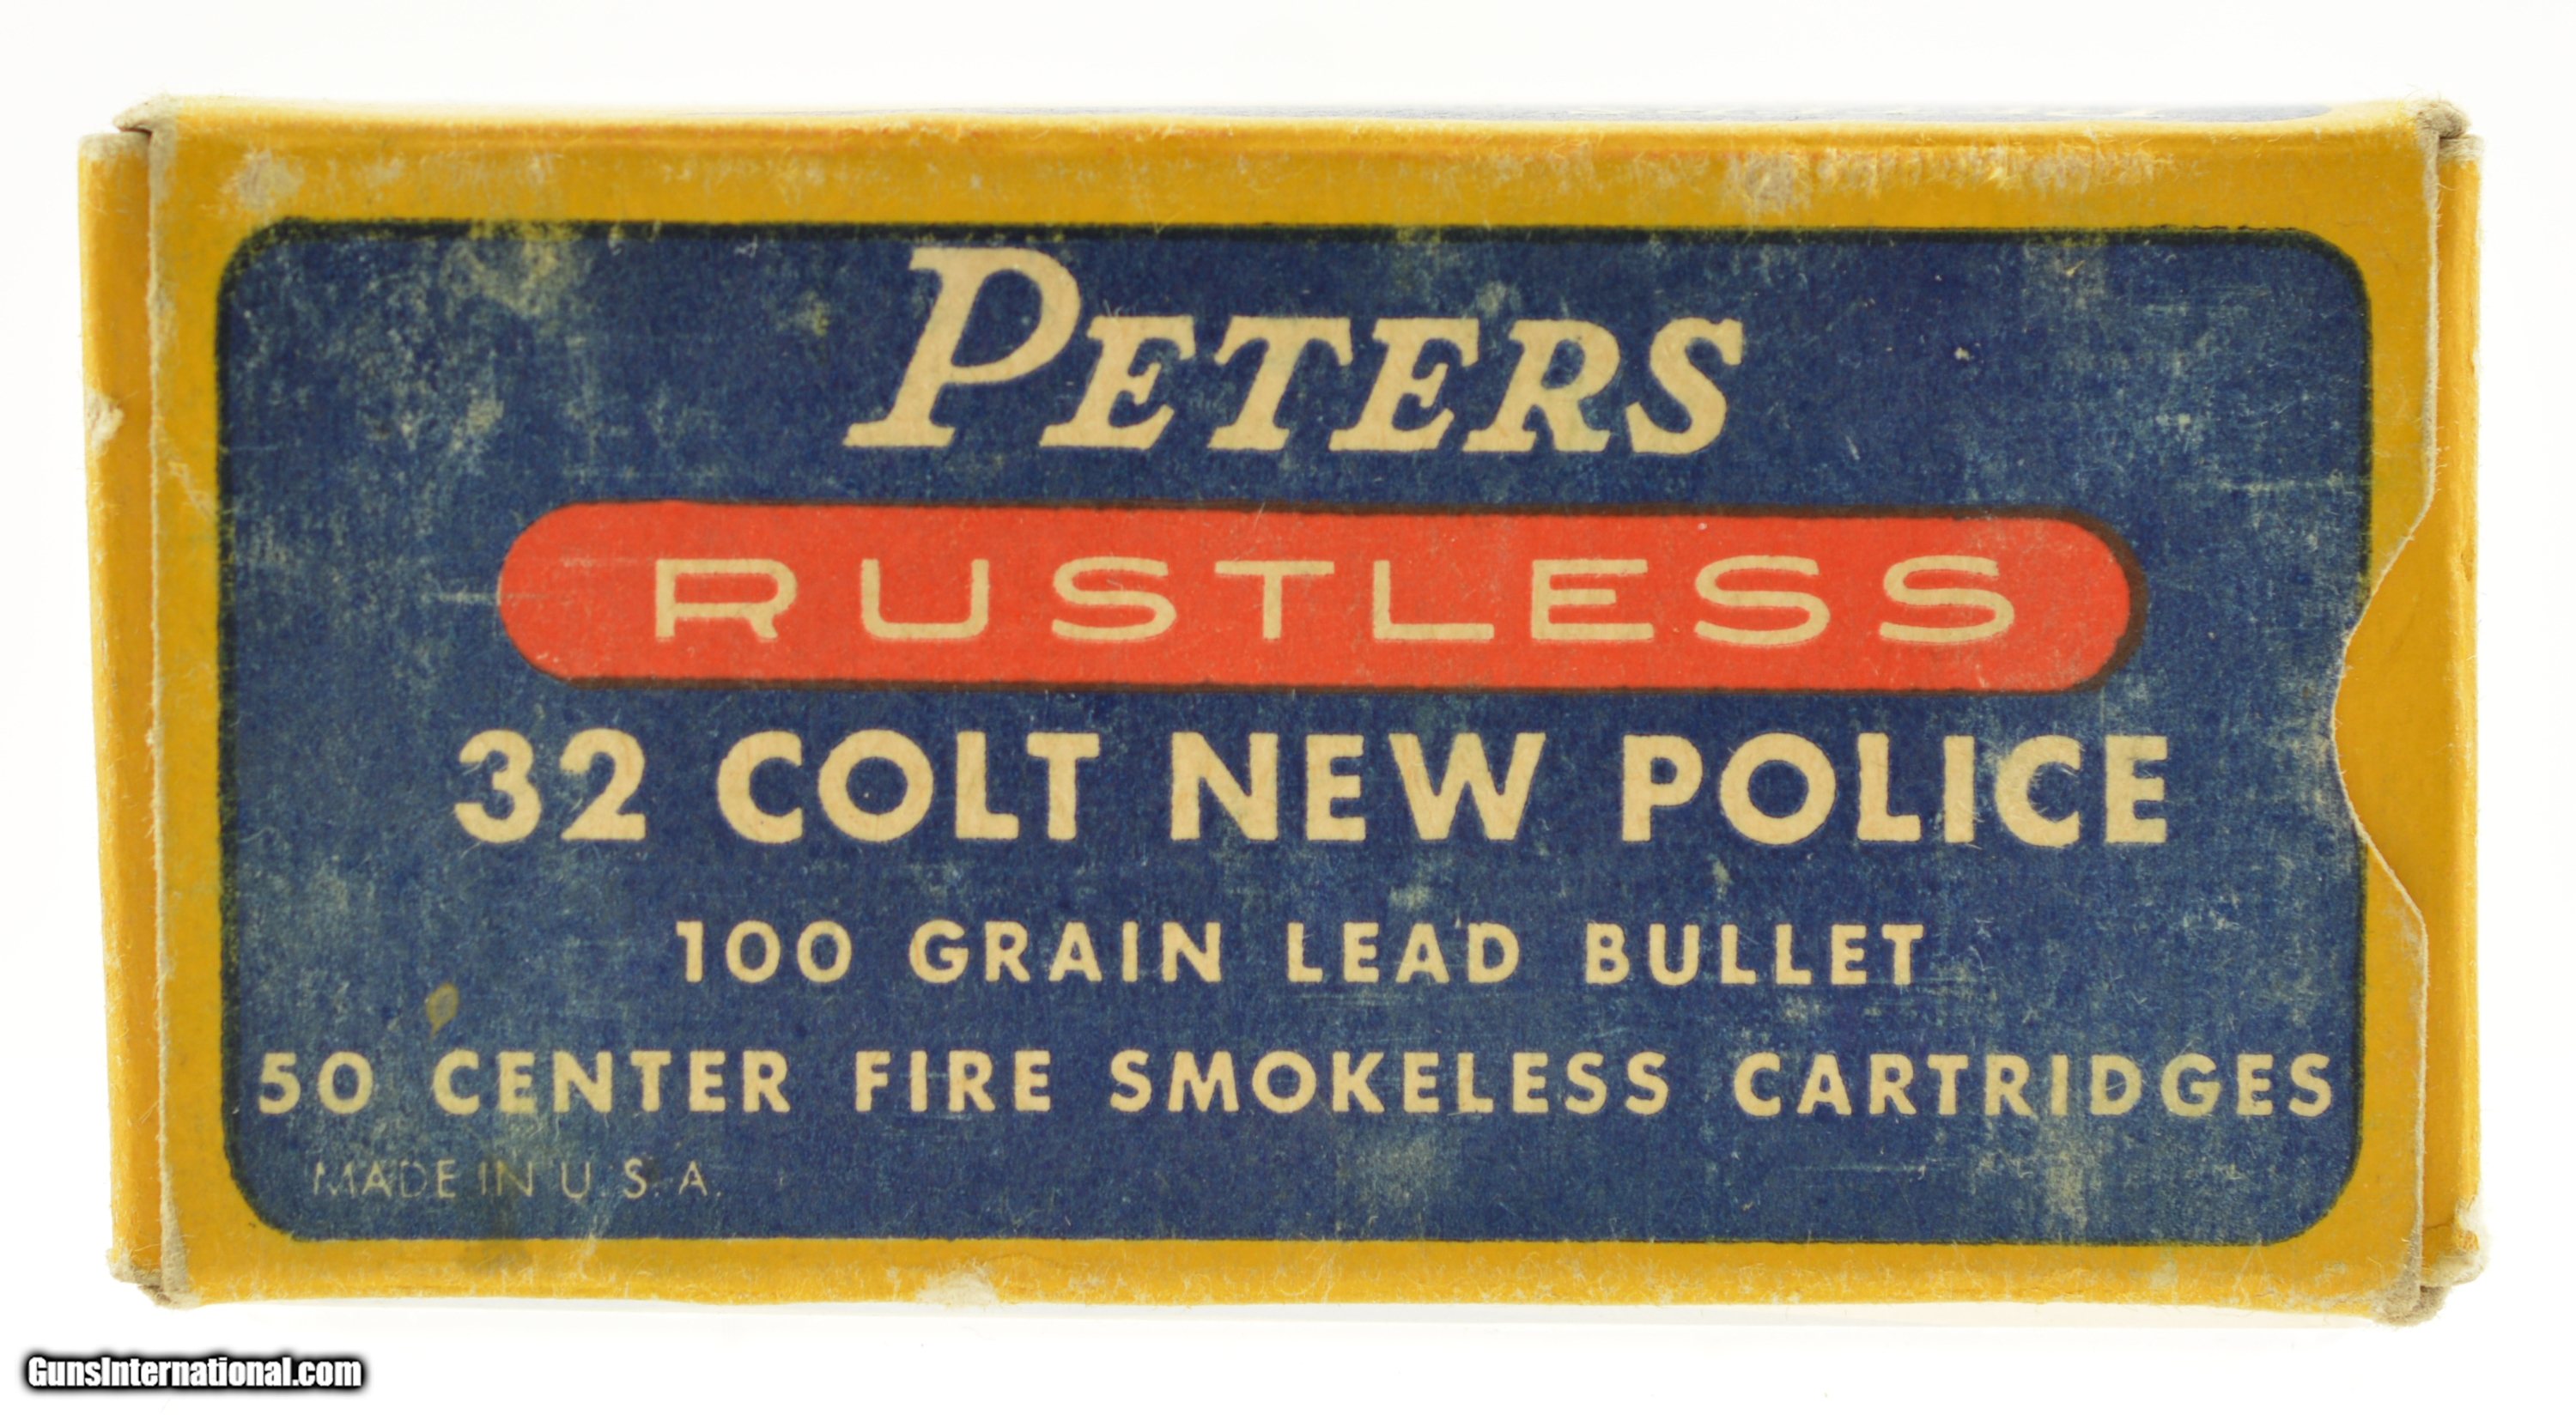 PETERS
RUSTLESS
32 COLT NEW POLICE
100 GRAIN LEAD BULLET
50 CENTER FIRE SMOKELESS CARTRIDGES
MADE IN U.S.A.
GunsInternational.com